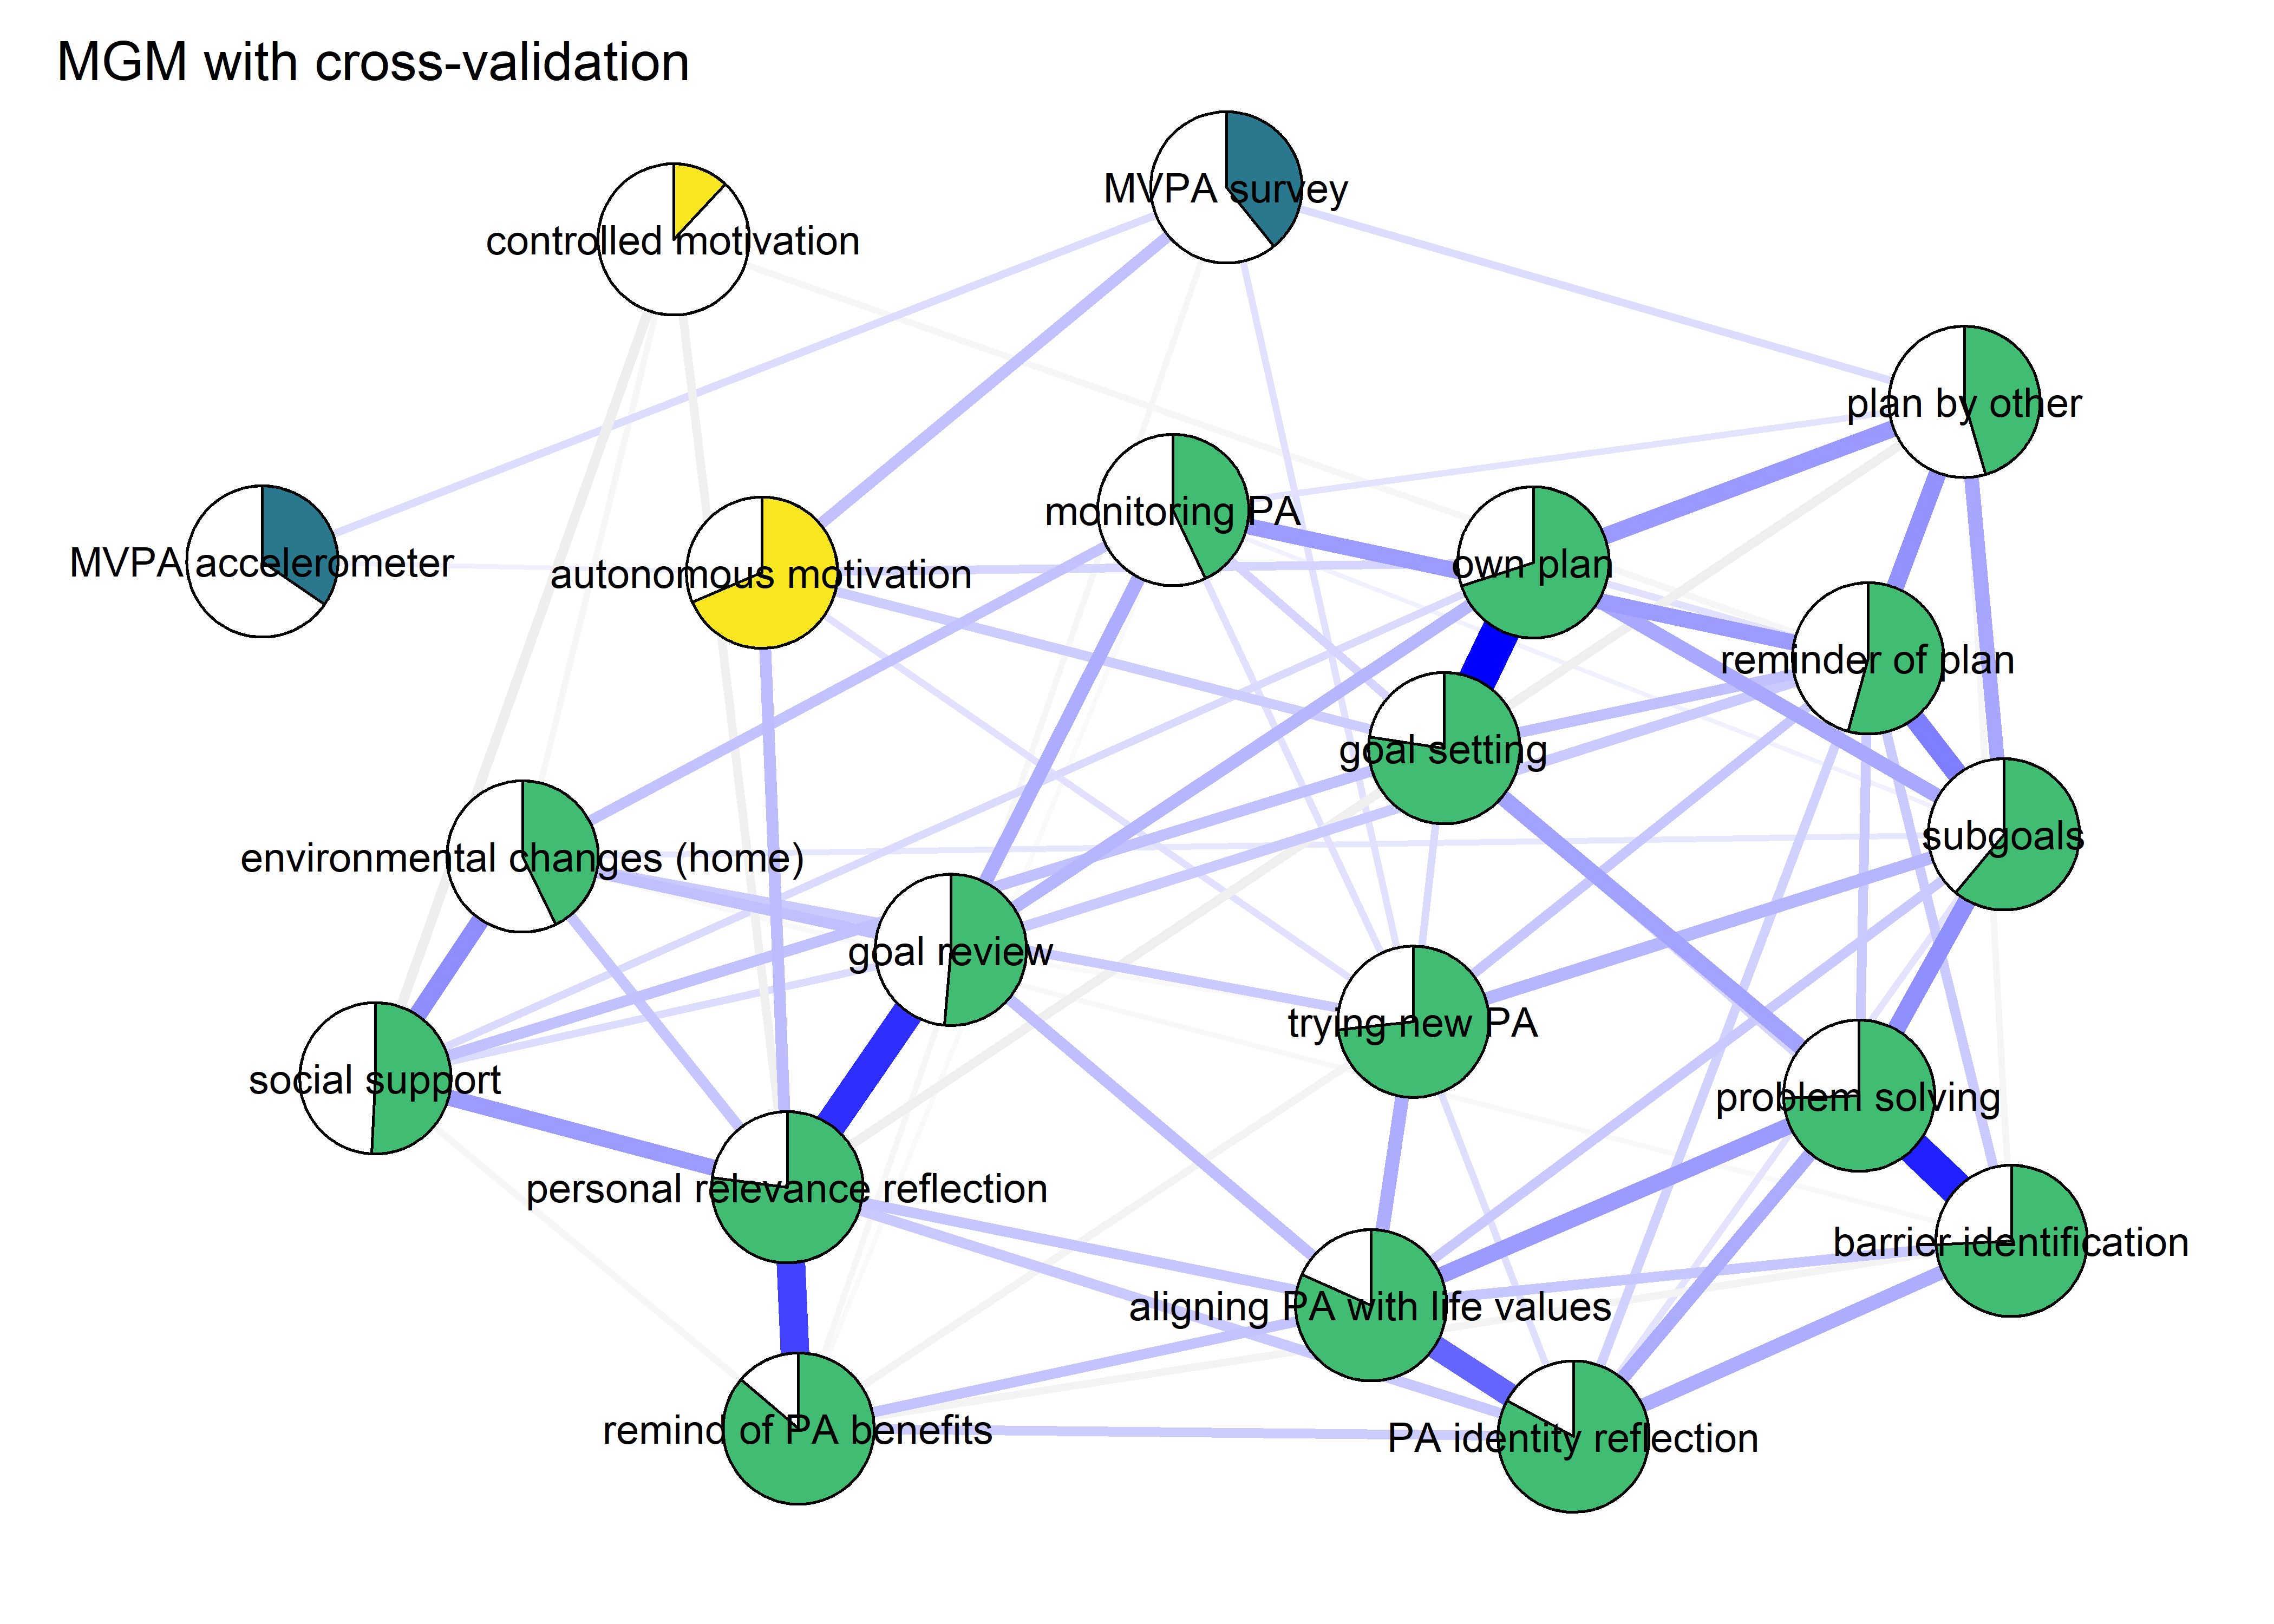 MGM with cross-validation
MVPA survey
controlled motivation
plan by other
monitoring PA
MVPA accelerometer
autonomous motivation
own plan
reminder of plan
goal setting
subgoals
environmental changes (home)
goal review
trying new PA
social support
problem solving
personal relevance reflection
barrier identification
aligning PA with life values
remind of PA benefits
PA identity reflection